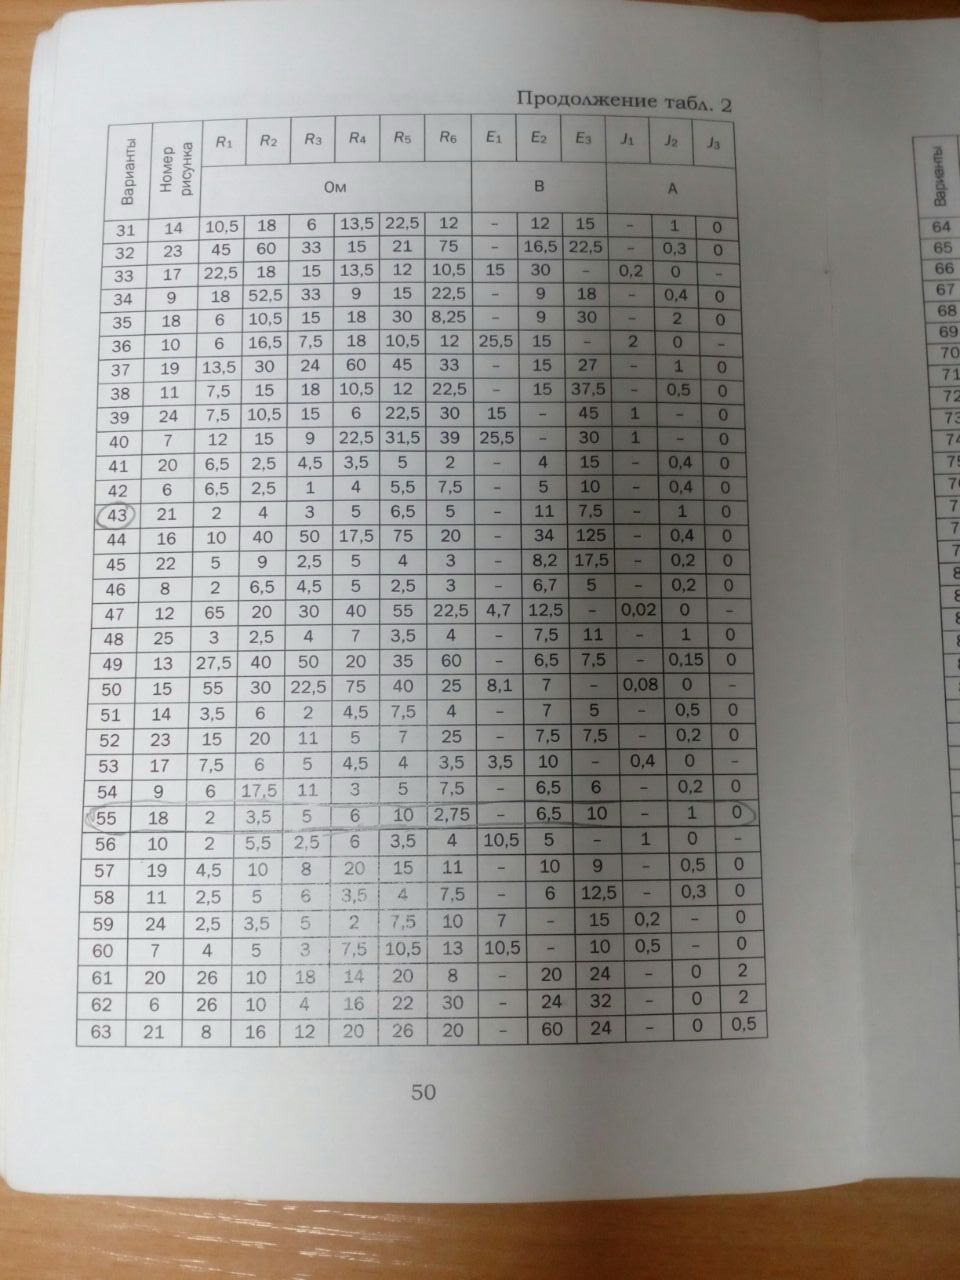 Продолжение табл. 2
Варианты Номер рисунка R1 R2 R3 R4 R5 R6 E1 E2 E3 J1 J2 J3
Ом В А
31 14 10,5 18 6 13,5 22,5 12 – 12 15 – 1 0
32 23 45 60 33 15 21 75 – 16,5 22,5 – 0,3 0
33 17 22,5 18 15 13,5 12 10,5 15 30 – 0,2 0 –
34 9 18 52,5 33 9 15 22,5 – 9 18 – 0,4 0
35 18 6 10,5 15 18 30 8,25 – 9 30 – 2 0
36 10 6 16,5 7,5 18 10,5 12 25,5 15 – 2 0 –
37 19 13,5 30 24 60 45 33 – 15 27 – 1 0
38 11 7,5 15 18 10,5 12 22,5 – 15 37,5 – 0,5 0
39 24 7,5 10,5 15 6 22,5 30 15 – 45 1 – 0
40 7 12 15 9 22,5 31,5 39 25,5 – 30 1 – 0
41 20 6,5 2,5 4,5 3,5 5 2 – 4 15 – 0,4 0
42 6 6,5 2,5 1 4 5,5 7,5 – 5 10 – 0,4 0
43 21 2 4 3 5 6,5 5 – 11 7,5 – 1 0
44 16 10 40 50 17,5 75 20 – 34 125 – 0,4 0
45 22 5 9 2,5 5 4 3 – 8,2 17,5 – 0,2 0
46 8 2 6,5 4,5 5 2,5 3 – 6,7 5 – 0,2 0
47 12 65 20 30 40 55 22,5 4,7 12,5 – 0,02 0 –
48 25 3 2,5 4 7 3,5 4 – 7,5 11 – 1 0
49 13 27,5 40 50 20 35 60 – 6,5 7,5 – 0,15 0
50 15 55 30 22,5 75 40 25 8,1 7 – 0,08 0 –
51 14 3,5 6 2 4,5 7,5 4 – 7 5 – 0,5 0
52 23 15 20 11 5 7 25 – 7,5 7,5 – 0,2 0
53 17 7,5 6 5 4,5 4 3,5 3,5 10 – 0,4 0 –
54 9 6 17,5 11 3 5 7,5 – 6,5 6 – 0,2 0
55 18 2 3,5 5 6 10 2,75 – 6,5 10 – 1 0
56 10 2 5,5 2,5 6 3,5 4 10,5 5 – 1 0 –
57 19 4,5 10 8 20 15 11 – 10 9 – 0,5 0
58 11 2,5 5 6 3,5 4 7,5 – 6 12,5 – 0,3 0
59 24 2,5 3,5 5 2 7,5 10 7 – 15 0,2 – 0
60 7 4 5 3 7,5 10,5 13 10,5 – 10 0,5 – 0
61 20 26 10 18 14 20 8 – 20 24 – 0 2
62 6 26 10 4 16 22 30 – 24 32 – 0 2
63 21 8 16 12 20 26 20 – 60 24 – 0 0,5
50
Варианты
64
65
66
67
68
69
70
71
72
73
74